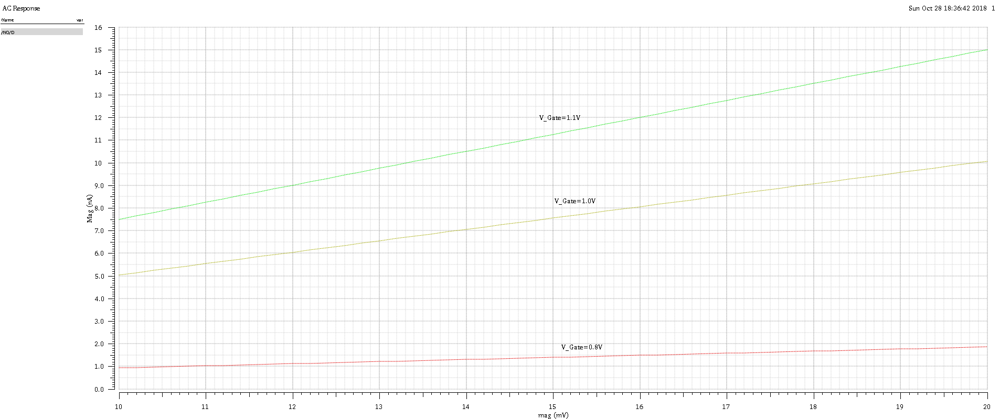 AC Response
Sun Oct 28 18:36:42 2018 1
Name var
16
15
14
13
V_Gate=1.1V
12
11
10
9.0
V_Gate=1.0V
Mag (nA)
8.0
7.0
6.0
5.0
4.0
3.0
V_Gate=0.8V
2.0
1.0
0.0
10 11 12 13 14 15 16 17 18 19 20
mag (mV)